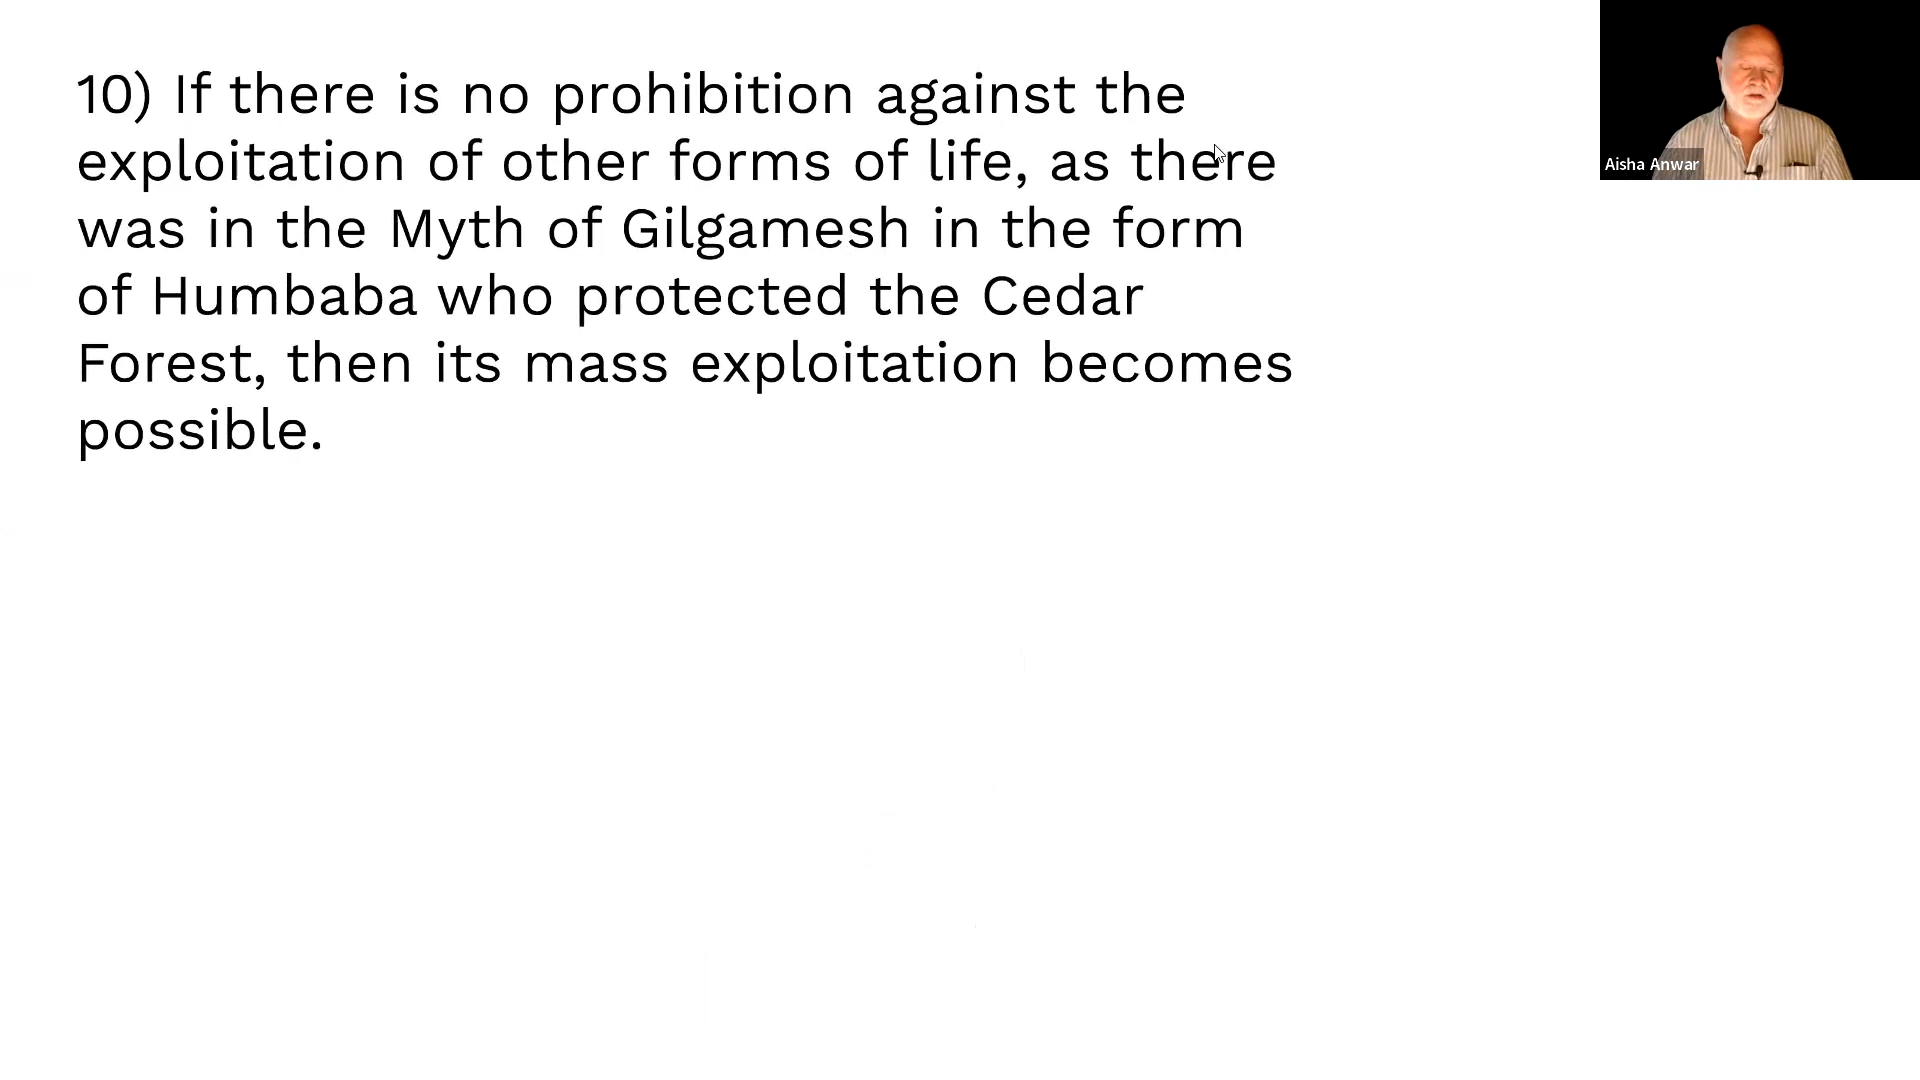 10) If there is no prohibition against the
exploitation of other forms of life, as there
was in the Myth of Gilgamesh in the form
of Humbaba who protected the Cedar
Forest, then its mass exploitation becomes
possible.
Aisha Anwar